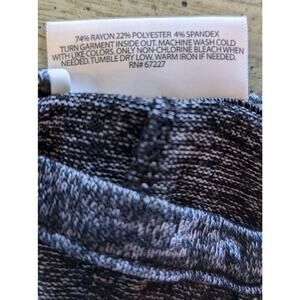 74% RAYON 22% POLYESTER 4% SPANDEX
TURN GARMENT INSIDE OUT. MACHINE WASH COLD
WITH LIKE COLORS. ONLY NON-CHLORINE BLEACH WHEN
NEEDED. TUMBLE DRY LOW. WARM IRON IF NEEDED.
RN# 67227